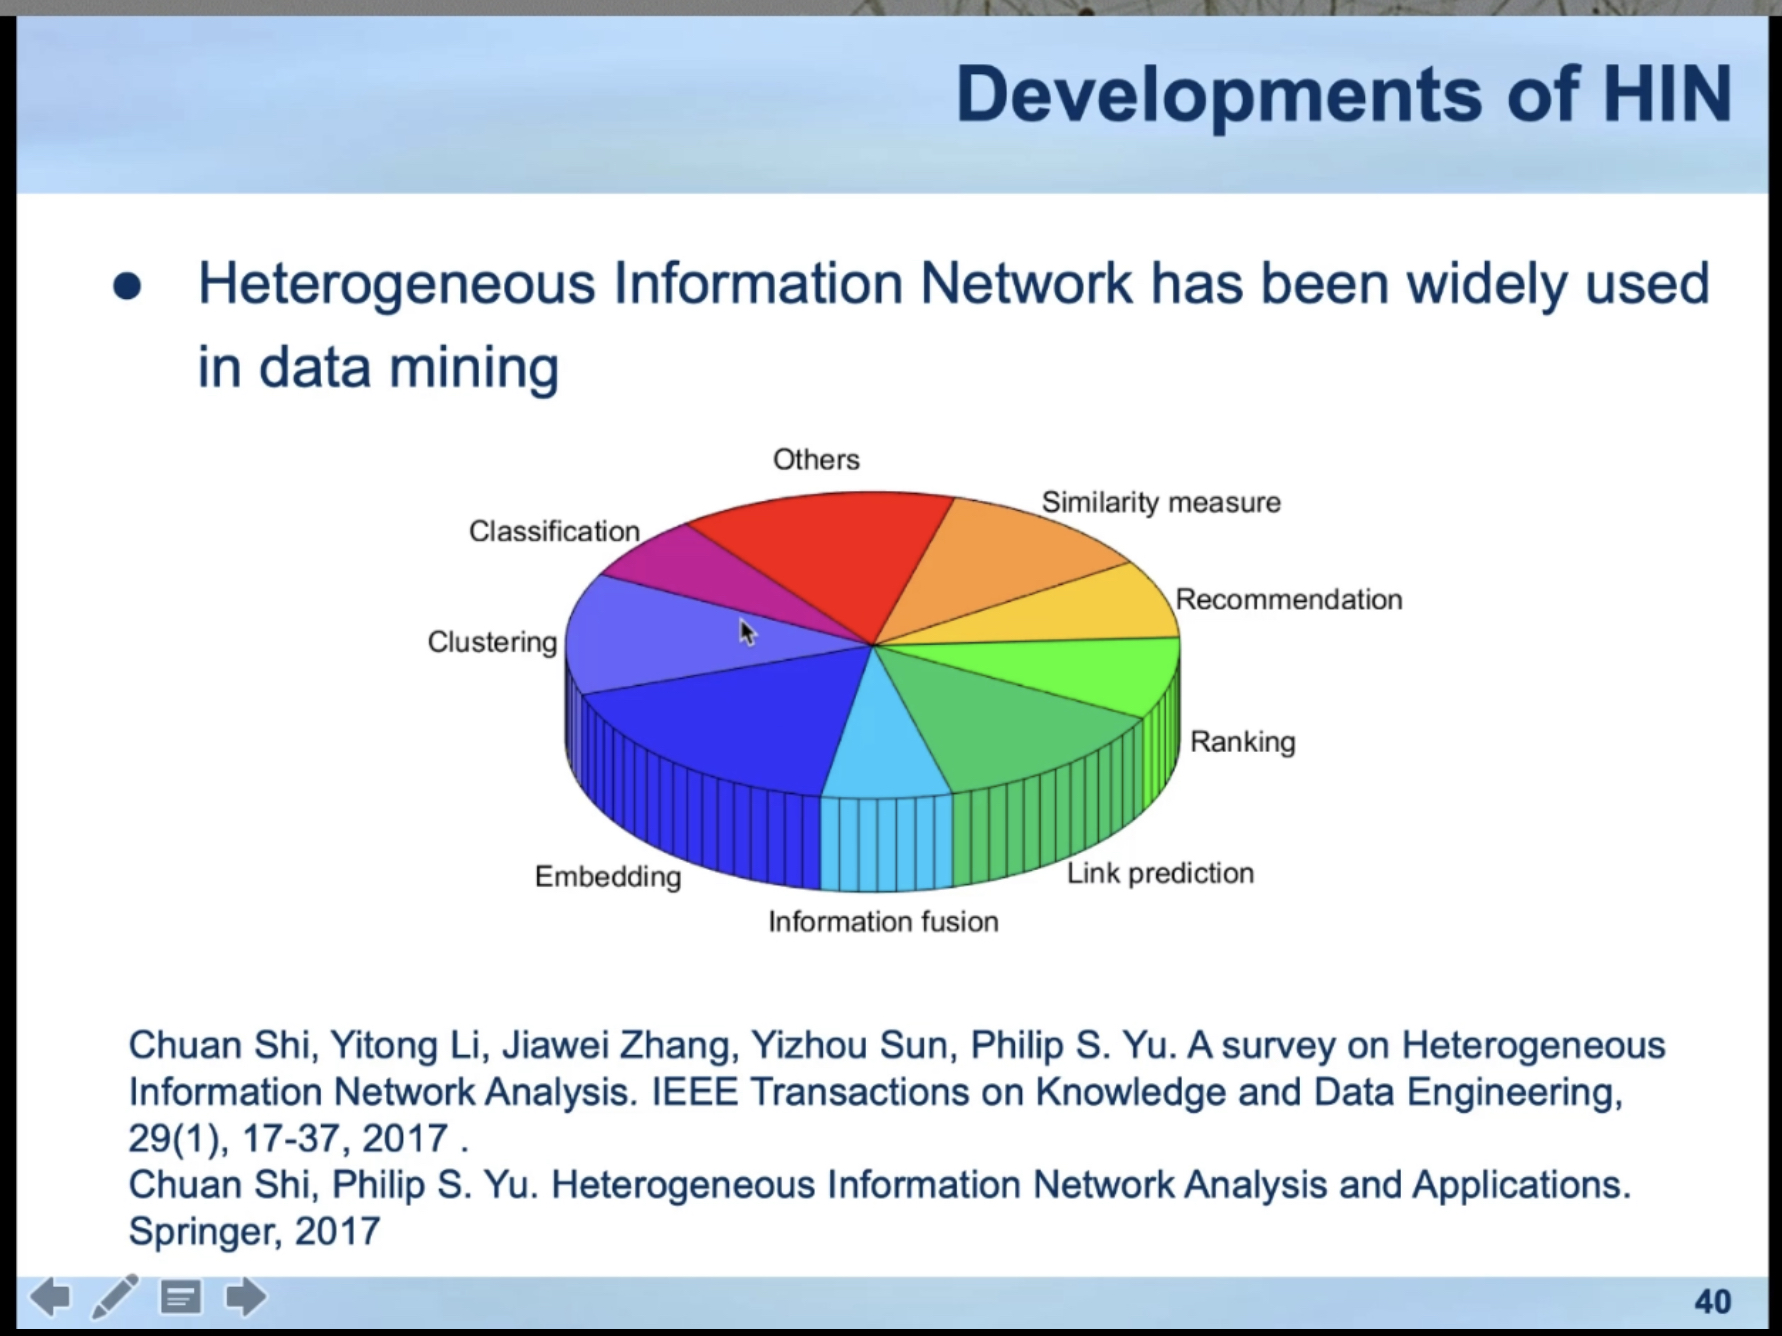 Developments of HIN
● Heterogeneous Information Network has been widely used
in data mining
Others
Similarity measure
Classification
Recommendation
Clustering
Ranking
Link prediction
Embedding
Information fusion
Chuan Shi, Yitong Li, Jiawei Zhang, Yizhou Sun, Philip S. Yu. A survey on Heterogeneous
Information Network Analysis. IEEE Transactions on Knowledge and Data Engineering,
29(1), 17-37, 2017 .
Chuan Shi, Philip S. Yu. Heterogeneous Information Network Analysis and Applications.
Springer, 2017
40